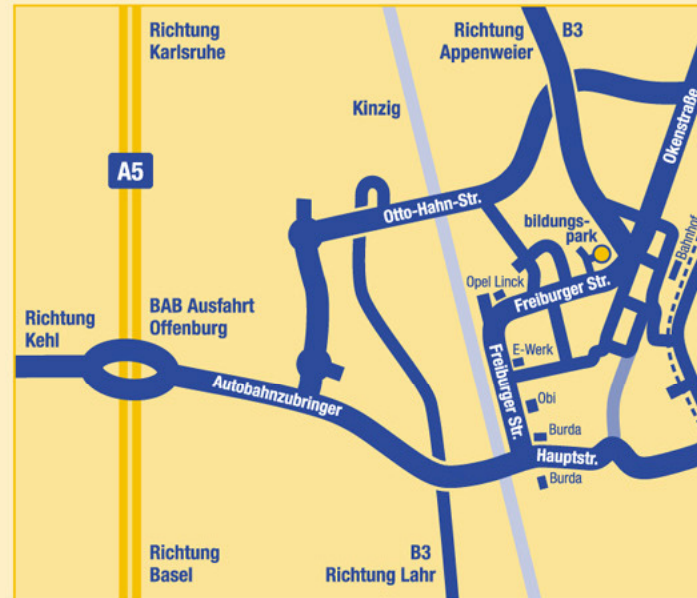 Richtung
Karlsruhe
Richtung
Appenweier
B3
Kinzig
Okenstraße
A5
Otto-Hahn-Str.
bildungs-
park
Bahnhof
Opel Linck
Freiburger Str.
BAB Ausfahrt
Offenburg
Richtung
Kehl
E-Werk
Freiburger Str.
Autobahnzubringer
Obi
Burda
Hauptstr.
Burda
Richtung
Basel
B3
Richtung Lahr